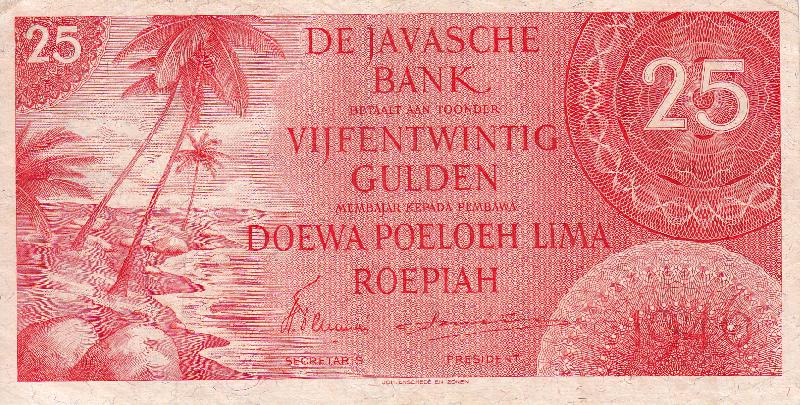 25
DE JAVASCHE
BANK
BETAALT AAN TOONDER
VIJFENTWINTIG
GULDEN
MEMBAJAR KEPADA PEMBAWA
DOEWA POELOEH LIMA
ROEPIAH
25
SECRETARIS
PRESIDENT
1946
JOH. ENSCHEDÉ EN ZONEN